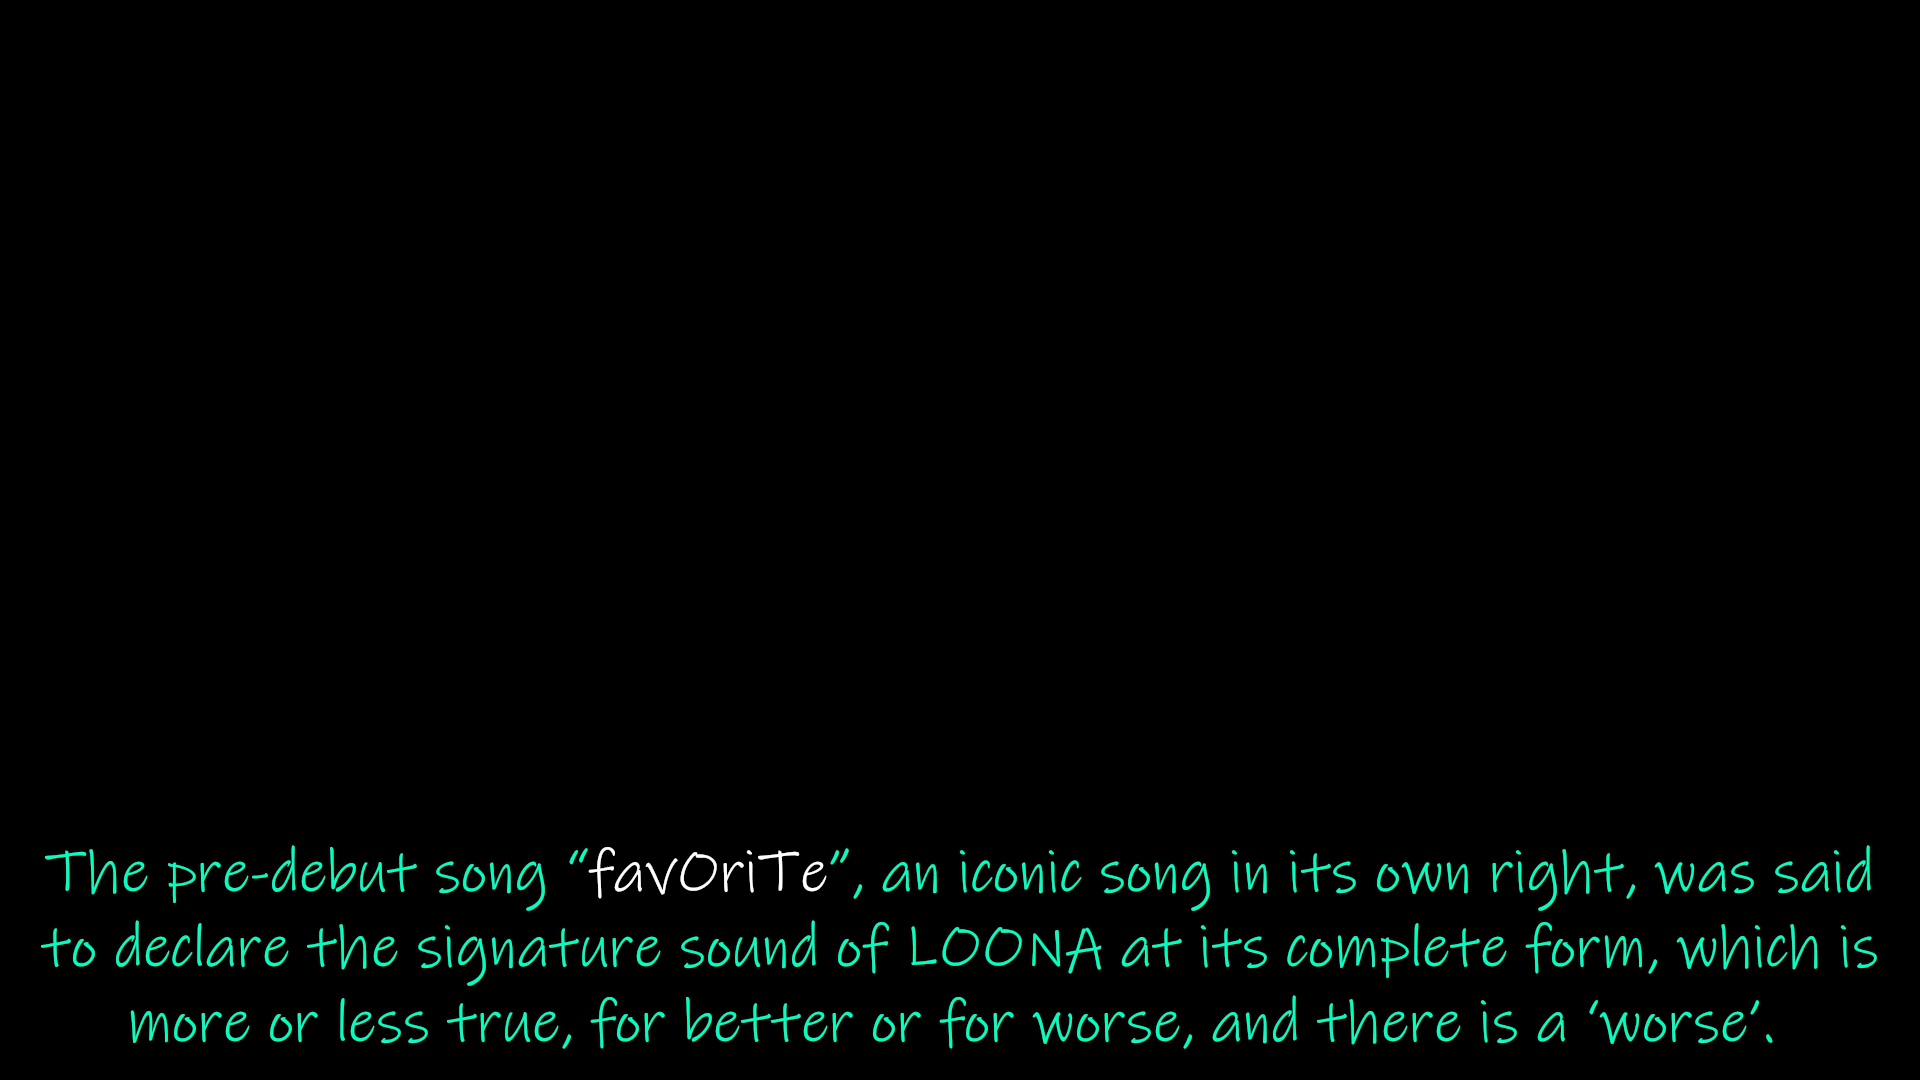 The pre-debut song “favOriTe”, an iconic song in its own right, was said
to declare the signature sound of LOONA at its complete form, which is
more or less true, for better or for worse, and there is a ‘worse’.